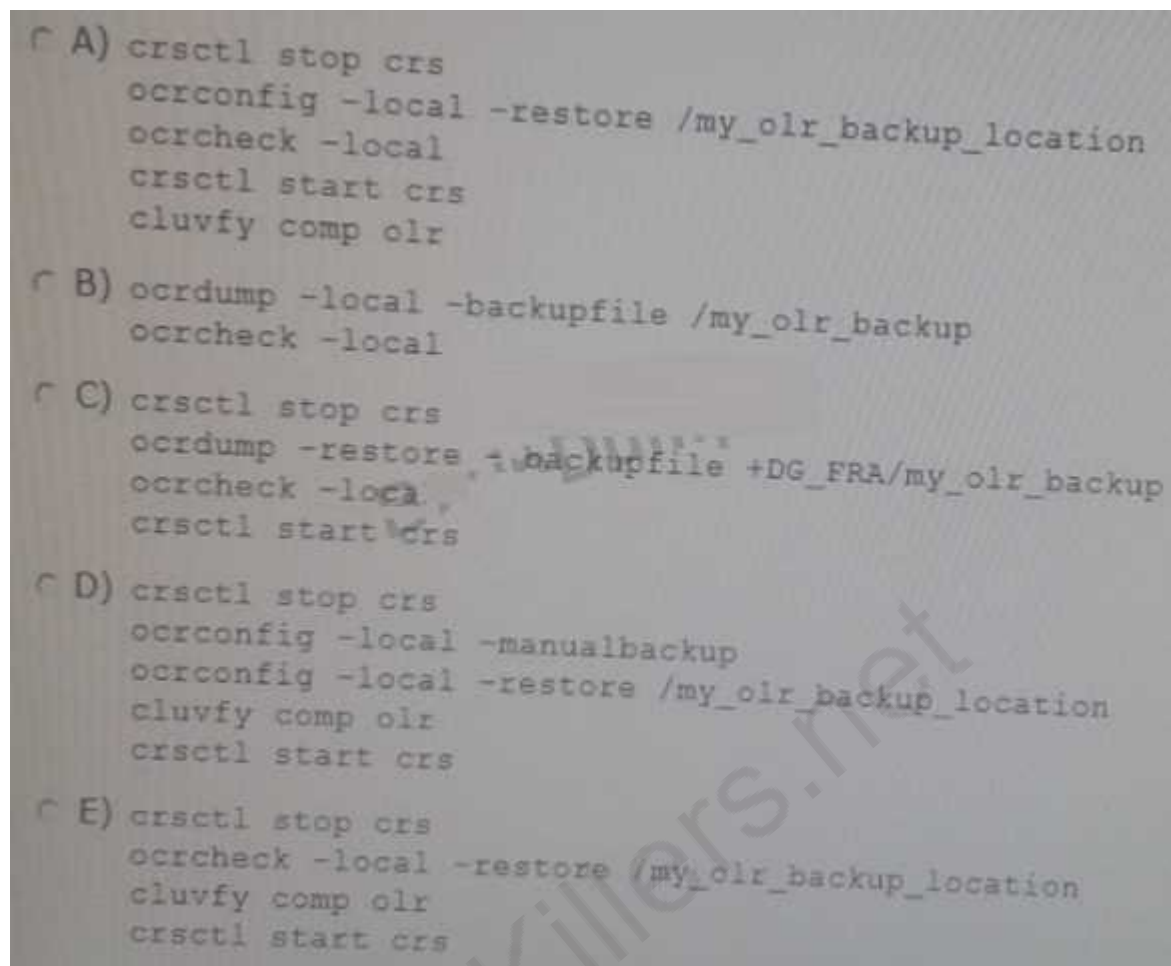 A) crsctl stop crs
ocrconfig -local -restore /my_olr_backup_location
ocrcheck -local
crsctl start crs
cluvfy comp olr
B) ocrdump -local -backupfile /my_olr_backup
ocrcheck -local
C) crsctl stop crs
ocrdump -restore backupfile +DG_FRA/my_olr_backup
ocrcheck
crsctl start crs
D) crsctl stop crs
ocrconfig -local -manualbackup
ocrconfig -local -restore /my_olr_backup_location
cluvfy comp olr
crsctl start crs
E) crsctl stop crs
ocrcheck -local -restore /my_olr_backup_location
cluvfy comp olr
crsctl start crs
killers.net